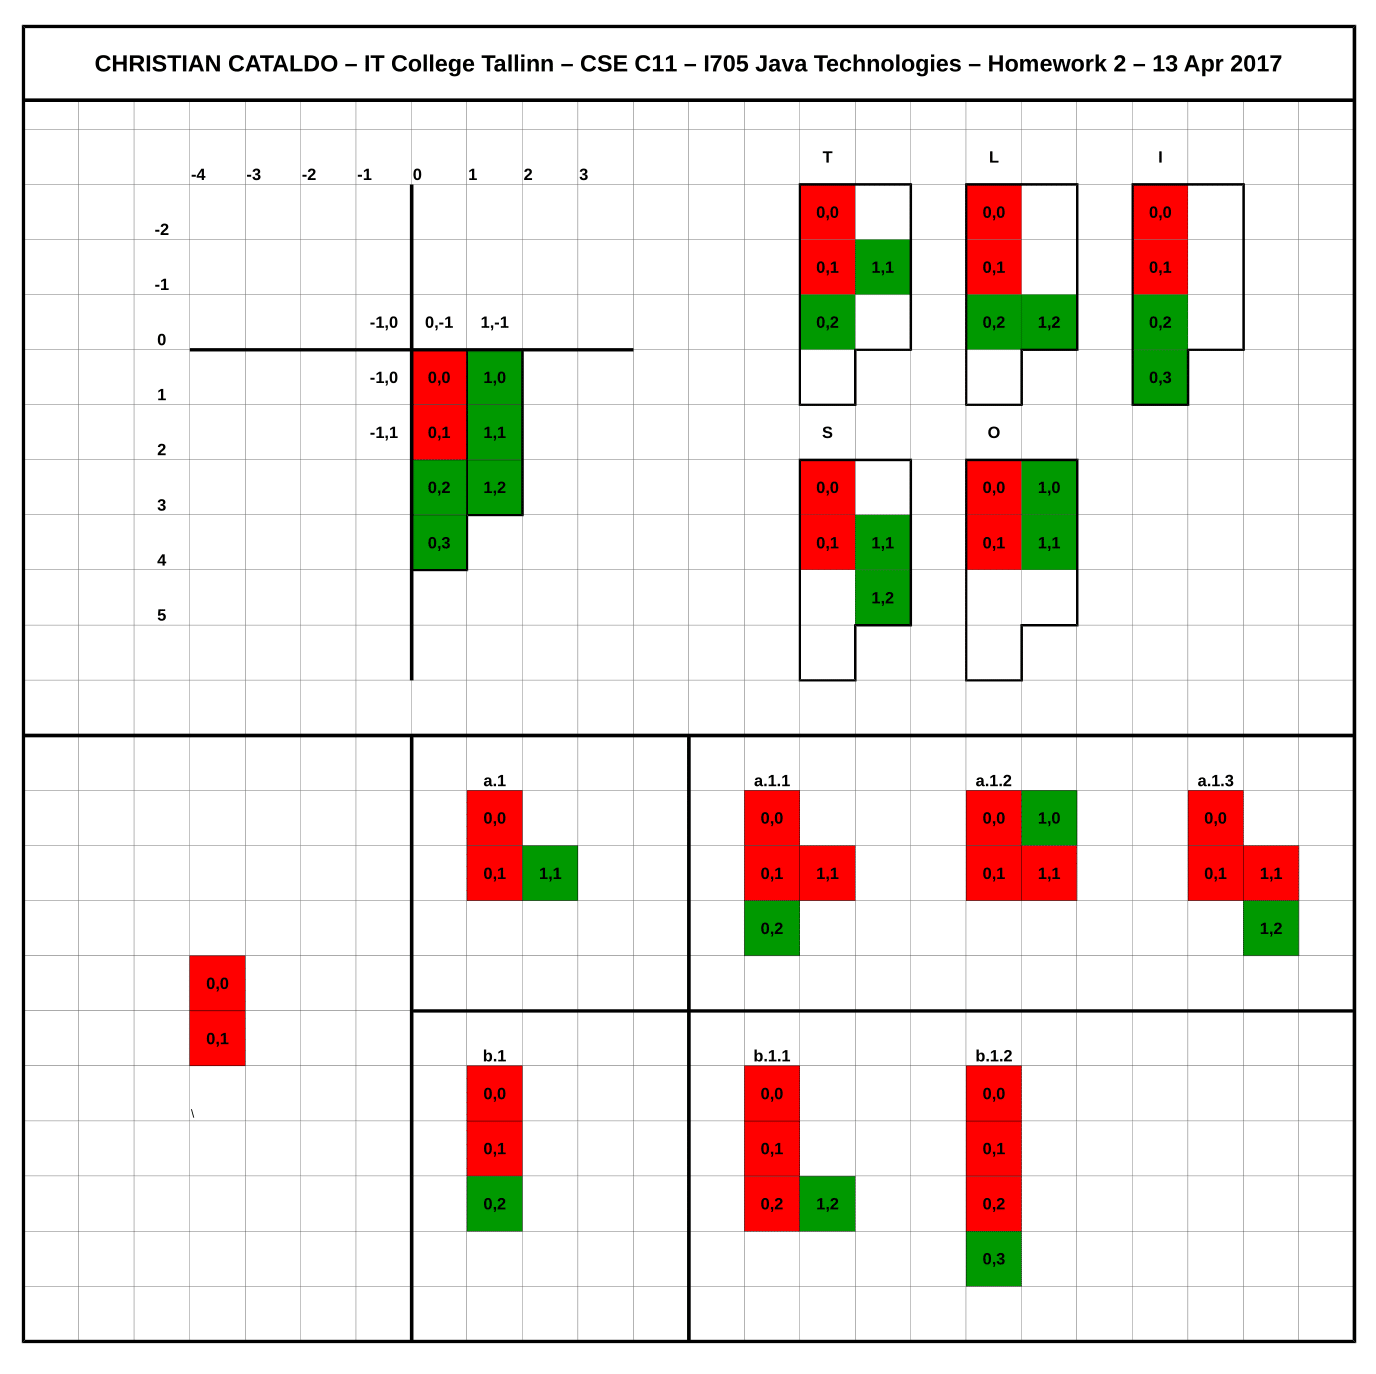 CHRISTIAN CATALDO – IT College Tallinn – CSE C11 – I705 Java Technologies – Homework 2 – 13 Apr 2017
T L I
-4 -3 -2 -1 0 1 2 3
0,0 0,0 0,0
-2
0,1 1,1 0,1 0,1
-1
-1,0 0,-1 1,-1 0,2 0,2 1,2 0,2
0
-1,0 0,0 1,0 0,3
1
-1,1 0,1 1,1 S O
2
0,2 1,2 0,0 0,0 1,0
3
0,3 0,1 1,1 0,1 1,1
4
1,2
5
a.1 a.1.1 a.1.2 a.1.3
0,0 0,0 0,0 1,0 0,0
0,1 1,1 0,1 1,1 0,1 1,1 0,1 1,1
0,2 1,2
0,0
0,1
b.1 b.1.1 b.1.2
0,0 0,0 0,0
\
0,1 0,1 0,1
0,2 0,2 1,2 0,2
0,3